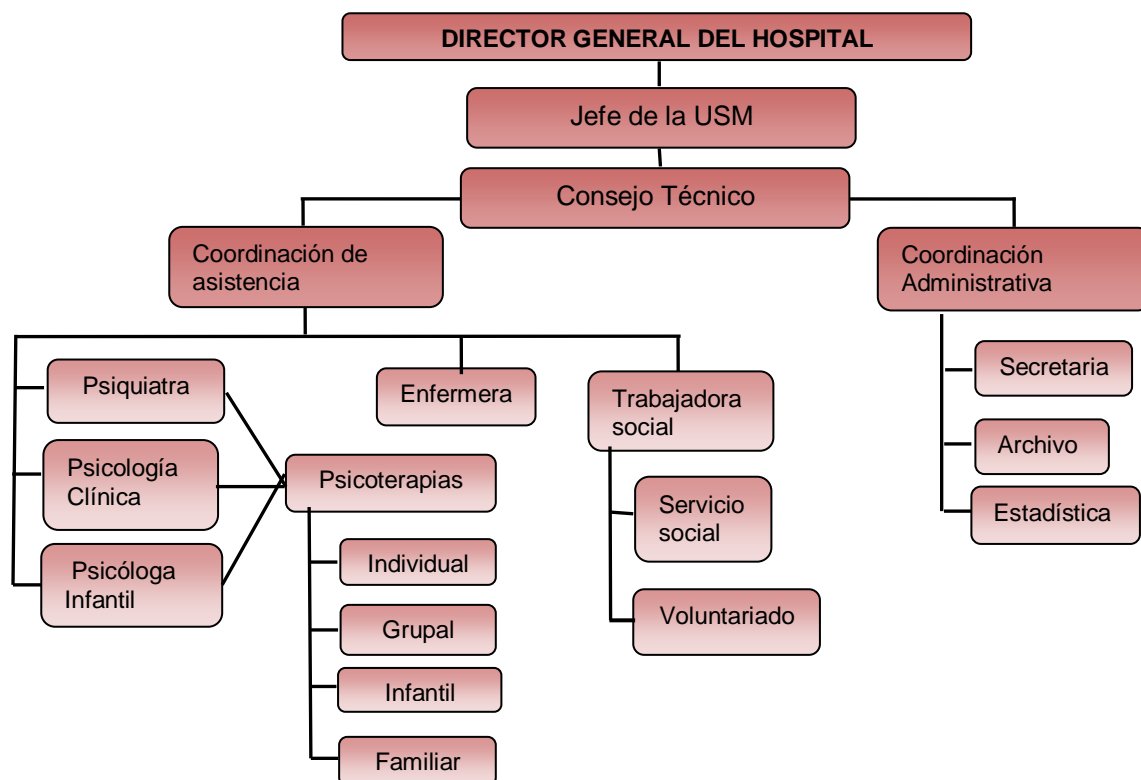 DIRECTOR GENERAL DEL HOSPITAL
Jefe de la USM
Consejo Técnico
Coordinación de
asistencia
Coordinación
Administrativa
Psiquiatra
Enfermera
Trabajadora
social
Secretaria
Psicología
Clínica
Psicoterapias
Archivo
Servicio
social
Estadística
Psicóloga
Infantil
Individual
Grupal
Voluntariado
Infantil
Familiar